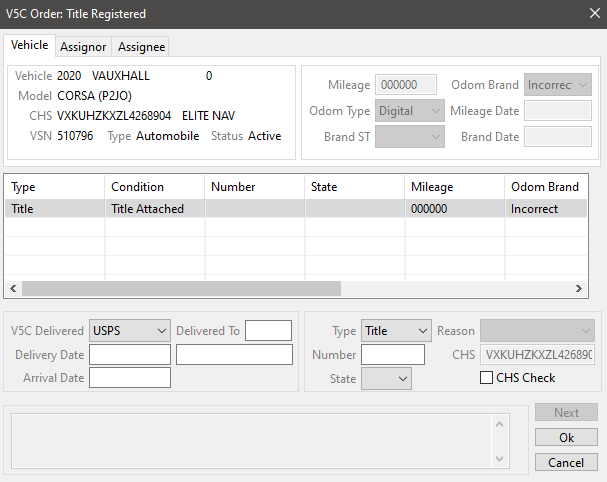 V5C Order: Title Registered
Vehicle Assignor Assignee
Vehicle 2020 VAUXHALL 0
Model CORSA (P2JO)
CHS VXKUHZKXZL4268904 ELITE NAV
VSN 510796 Type Automobile Status Active
Mileage 000000 Odom Brand Incorrec
Odom Type Digital Mileage Date
Brand ST Brand Date
Type Condition Number State Mileage Odom Brand
Title Title Attached 000000 Incorrect
V5C Delivered USPS Delivered To
Delivery Date
Arrival Date
Type Title Reason
Number CHS VXKUHZKXZL426890
State CHS Check
Next
Ok
Cancel